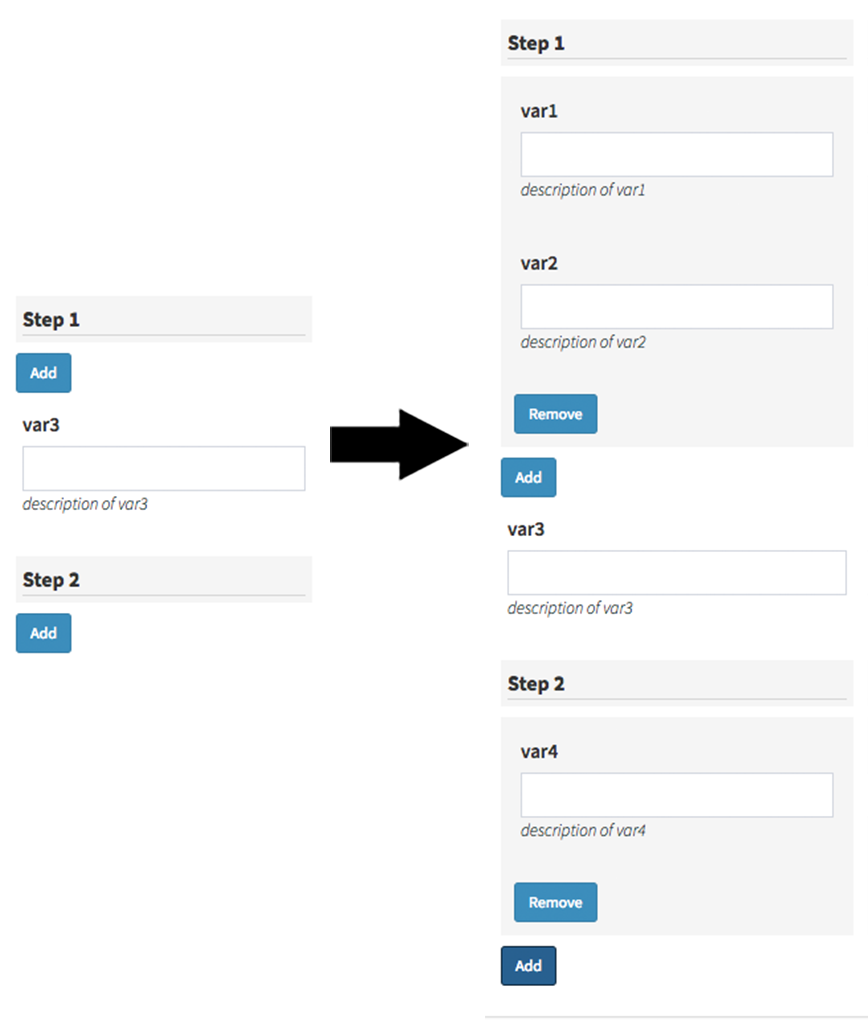 Step 1
Add
var3
description of var3
Step 2
Add
Step 1
var1
description of var1
var2
description of var2
Remove
Add
var3
description of var3
Step 2
var4
description of var4
Remove
Add